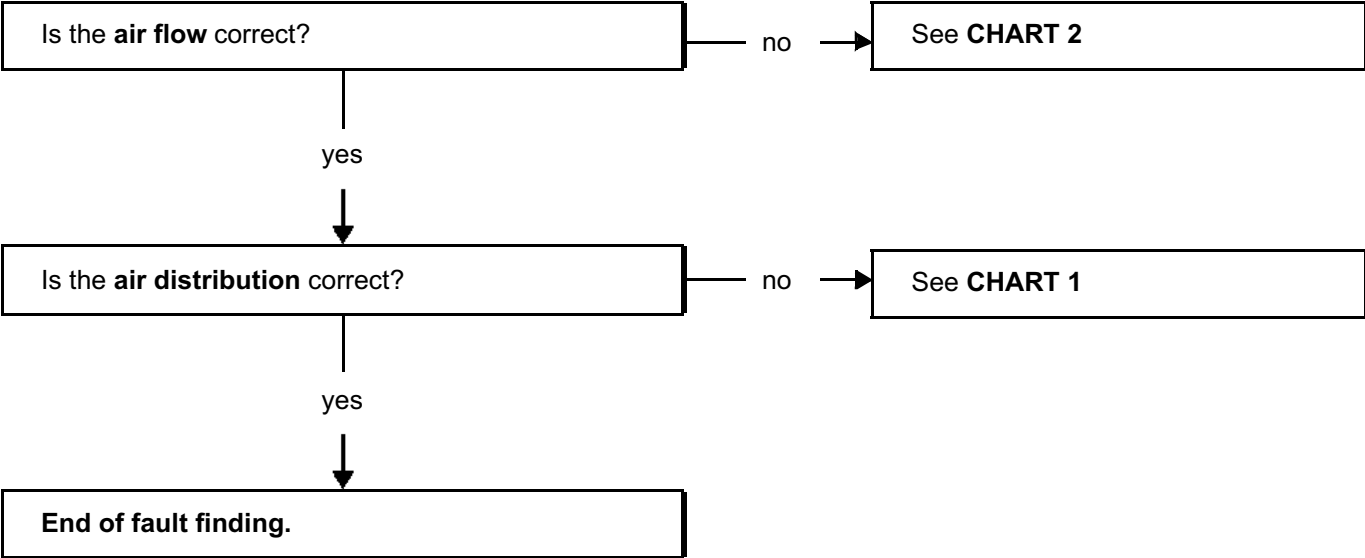 Is the air flow correct?
no
See CHART 2
yes
Is the air distribution correct?
no
See CHART 1
yes
End of fault finding.